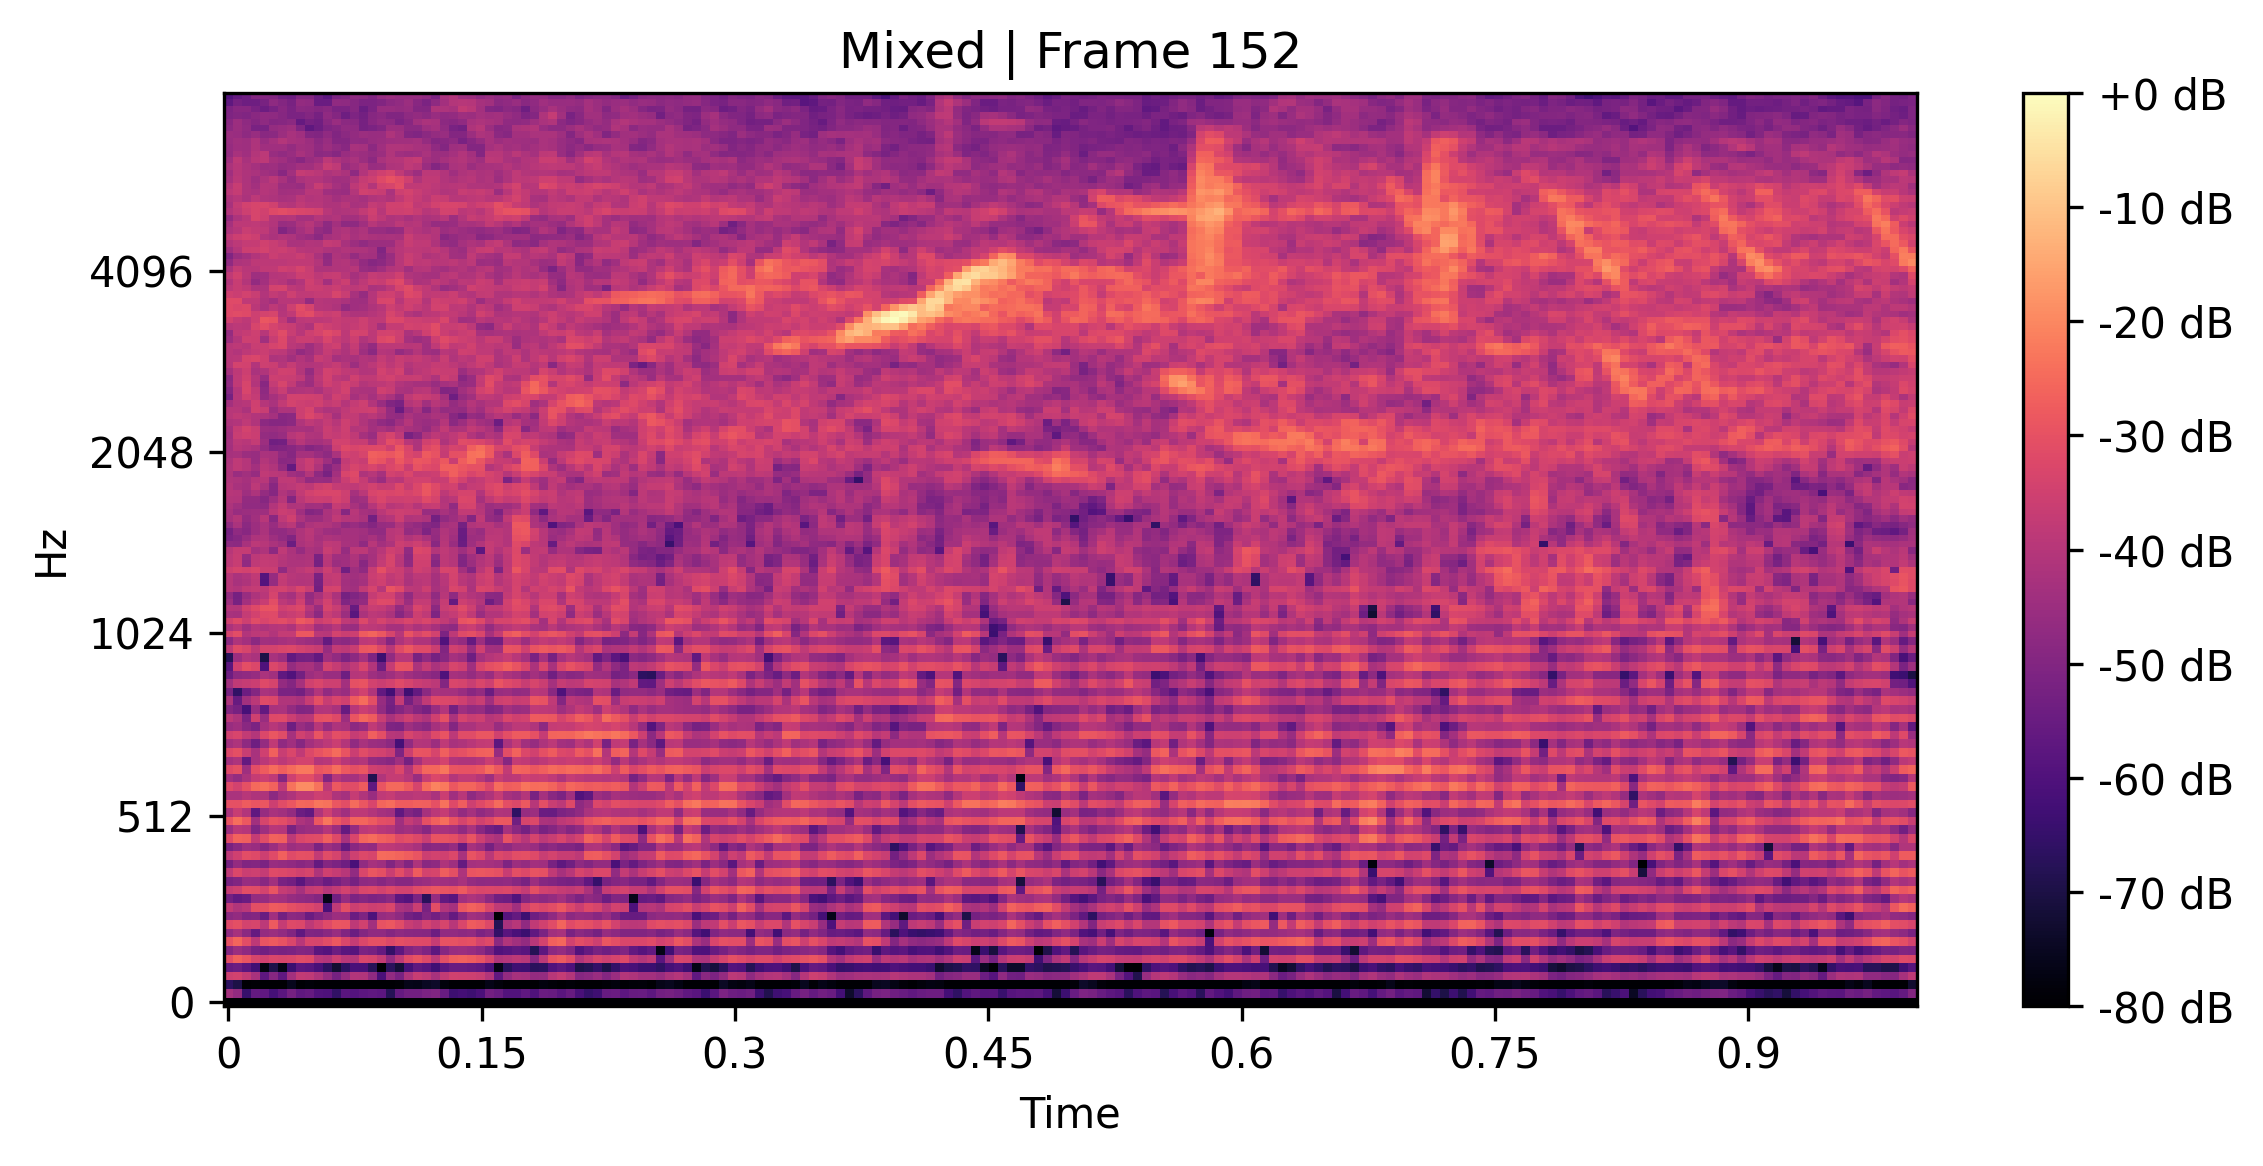 Mixed | Frame 152
Hz
4096
2048
1024
512
0
0 0.15 0.3 0.45 0.6 0.75 0.9
Time
+0 dB
-10 dB
-20 dB
-30 dB
-40 dB
-50 dB
-60 dB
-70 dB
-80 dB